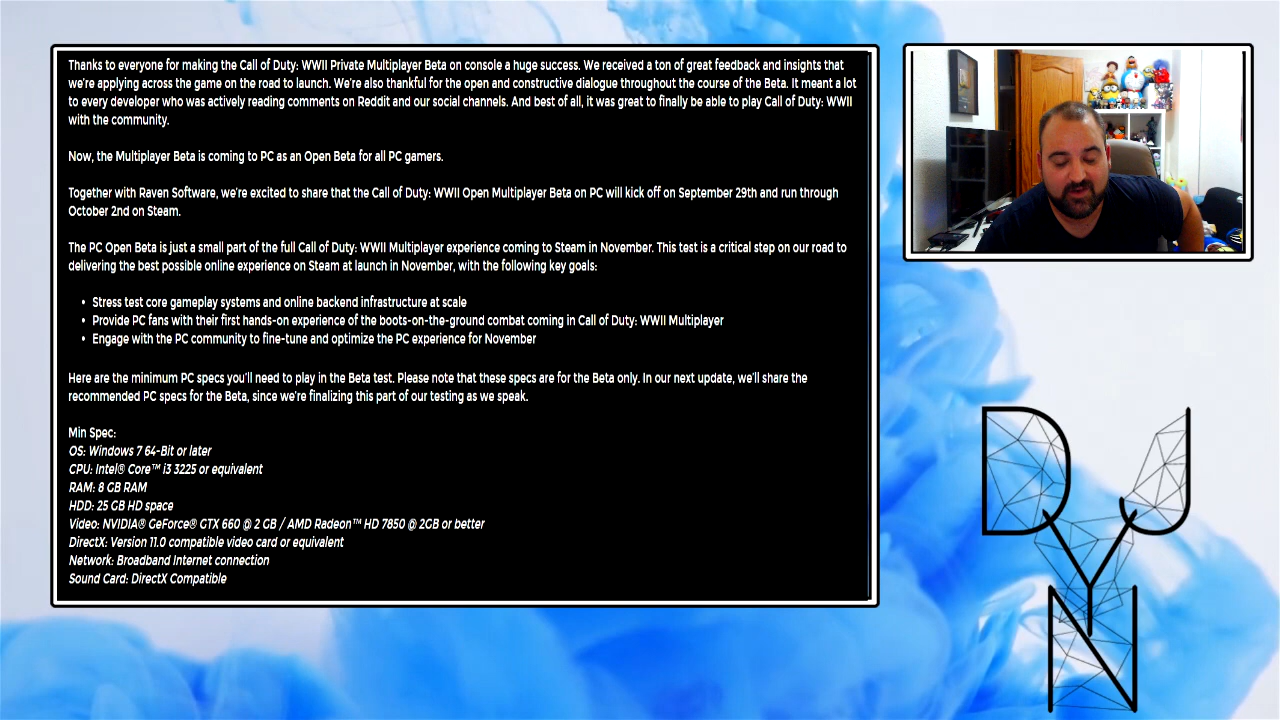 Thanks to everyone for making the Call of Duty: WWII Private Multiplayer Beta on console a huge success. We received a ton of great feedback and insights that
we're applying across the game on the road to launch. We're also thankful for the open and constructive dialogue throughout the course of the Beta. It meant a lot
to every developer who was actively reading comments on Reddit and our social channels. And best of all, it was great to finally be able to play Call of Duty: WWII
with the community.
Now, the Multiplayer Beta is coming to PC as an Open Beta for all PC gamers.
Together with Raven Software, we're excited to share that the Call of Duty: WWII Open Multiplayer Beta on PC will kick off on September 29th and run through
October 2nd on Steam.
The PC Open Beta is just a small part of the full Call of Duty: WWII Multiplayer experience coming to Steam in November. This test is a critical step on our road to
delivering the best possible online experience on Steam at launch in November, with the following key goals:
• Stress test core gameplay systems and online backend infrastructure at scale
• Provide PC fans with their first hands-on experience of the boots-on-the-ground combat coming in Call of Duty: WWII Multiplayer
• Engage with the PC community to fine-tune and optimize the PC experience for November
Here are the minimum PC specs you'll need to play in the Beta test. Please note that these specs are for the Beta only. In our next update, we'll share the
recommended PC specs for the Beta, since we're finalizing this part of our testing as we speak.
Min Spec:
OS: Windows 7 64-Bit or later
CPU: Intel® Core™ i3 3225 or equivalent
RAM: 8 GB RAM
HDD: 25 GB HD space
Video: NVIDIA® GeForce® GTX 660 @ 2 GB / AMD Radeon™ HD 7850 @ 2GB or better
DirectX: Version 11.0 compatible video card or equivalent
Network: Broadband Internet connection
Sound Card: DirectX Compatible
D J
Y
N